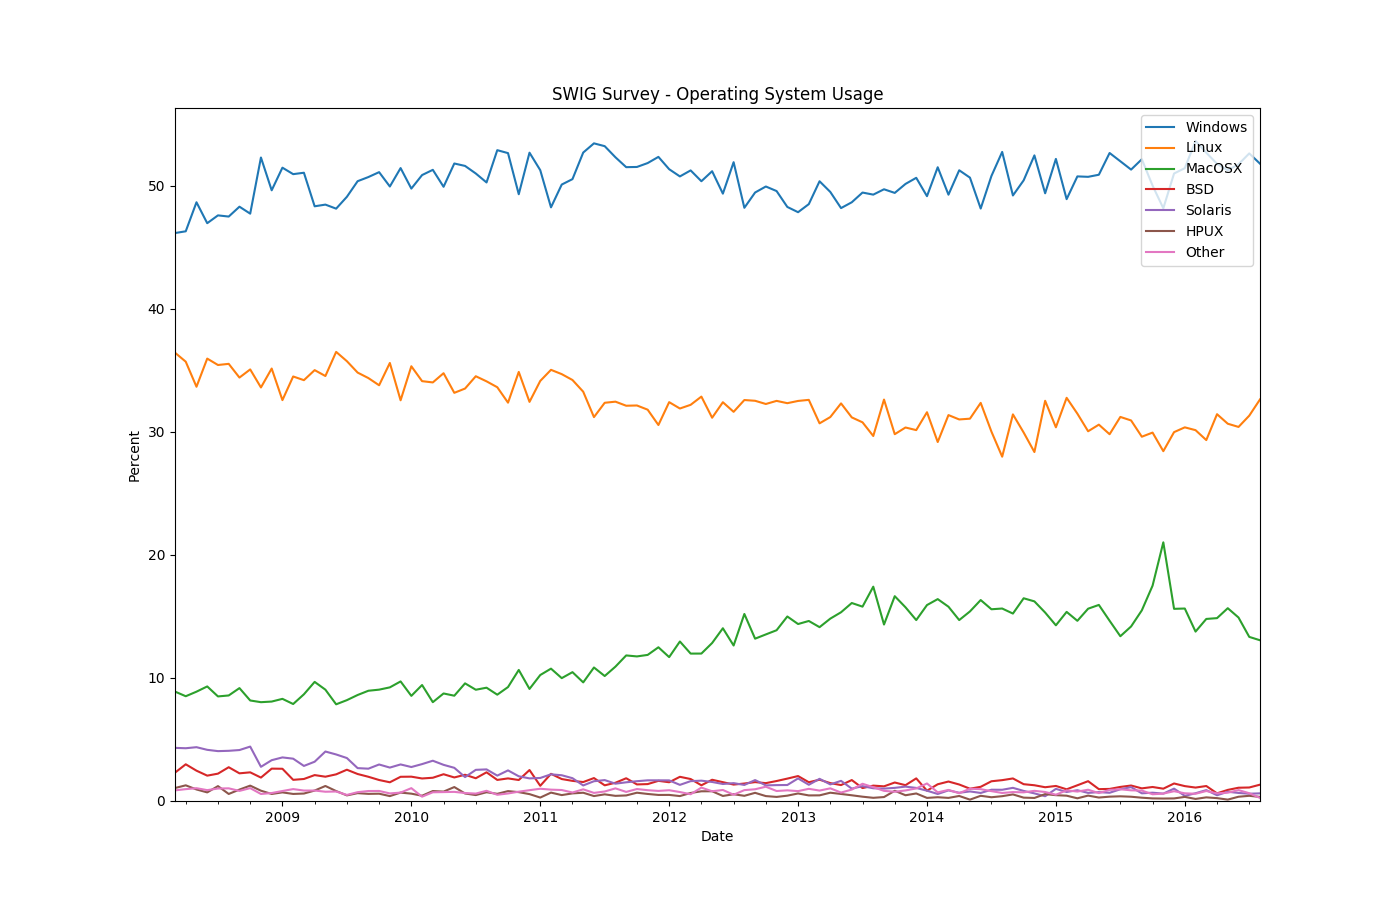 SWIG Survey - Operating System Usage
Windows
Linux
MacOSX
BSD
Solaris
HPUX
Other
50
40
30
20
10
0
Percent
2009 2010 2011 2012 2013 2014 2015 2016
Date